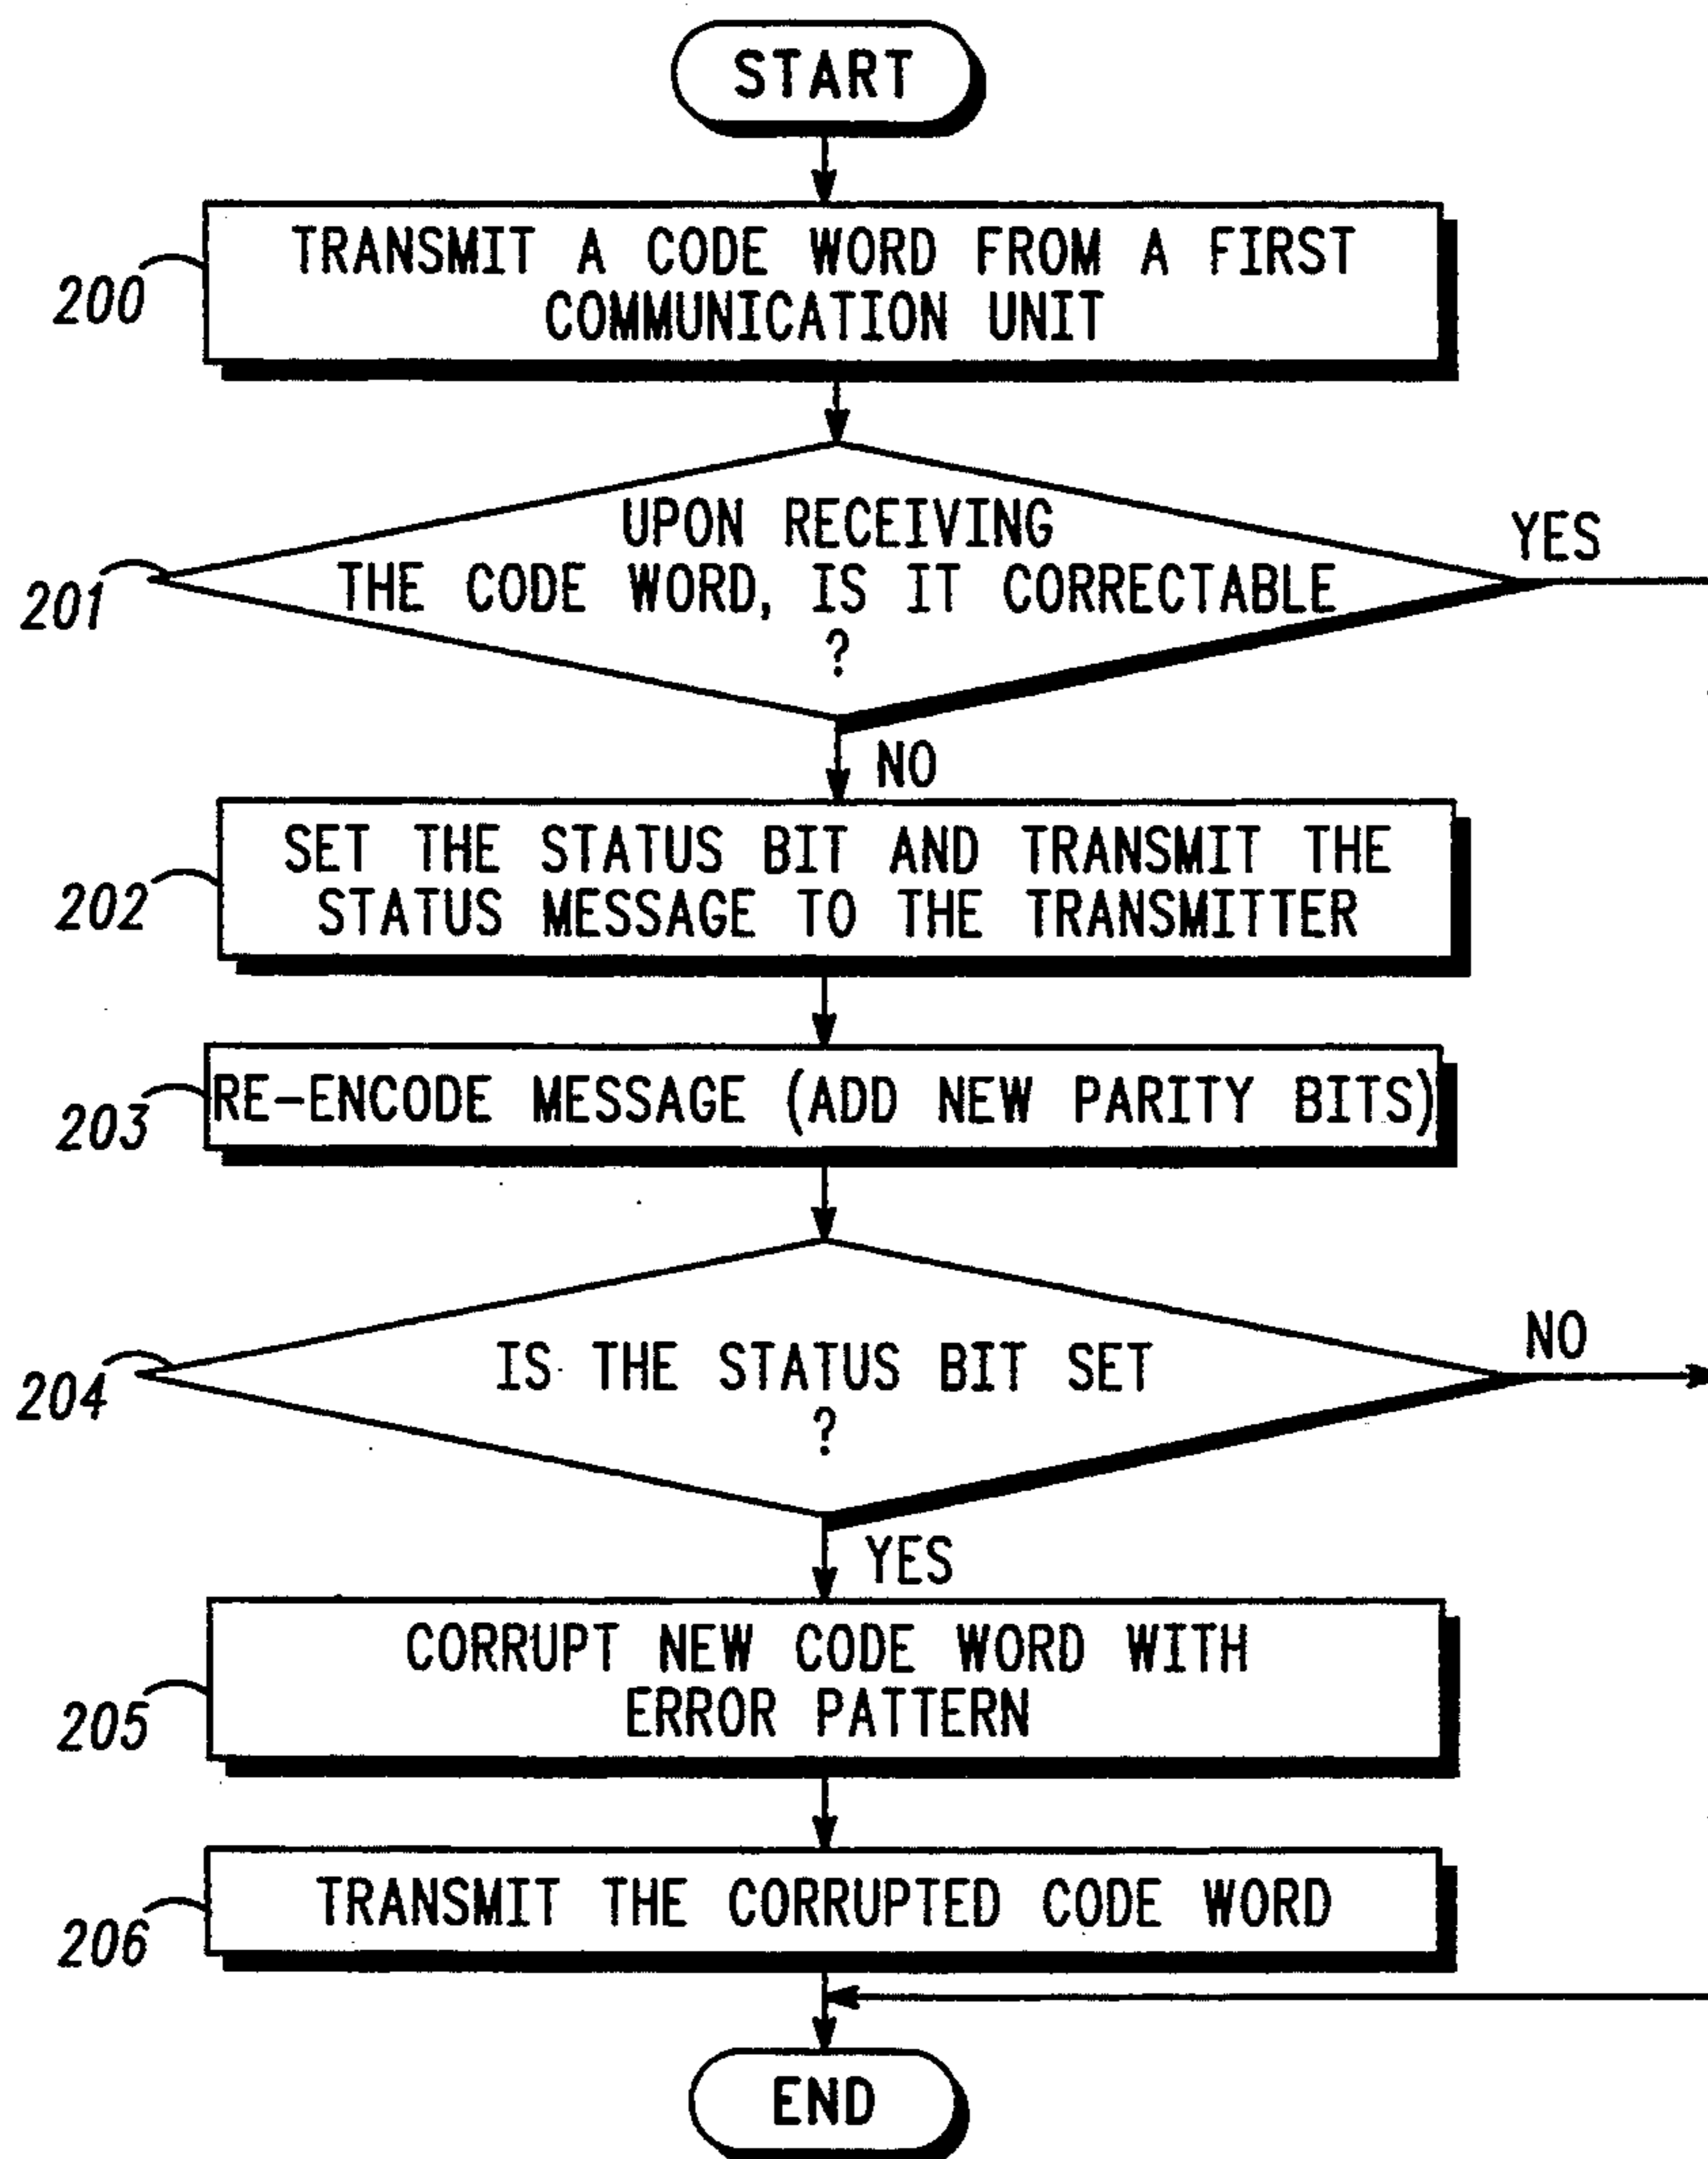 START
200
TRANSMIT A CODE WORD FROM A FIRST
COMMUNICATION UNIT
201
UPON RECEIVING
THE CODE WORD, IS IT CORRECTABLE
?
YES
NO
202
SET THE STATUS BIT AND TRANSMIT THE
STATUS MESSAGE TO THE TRANSMITTER
203
RE-ENCODE MESSAGE (ADD NEW PARITY BITS)
204
IS THE STATUS BIT SET
?
NO
YES
205
CORRUPT NEW CODE WORD WITH
ERROR PATTERN
206
TRANSMIT THE CORRUPTED CODE WORD
END